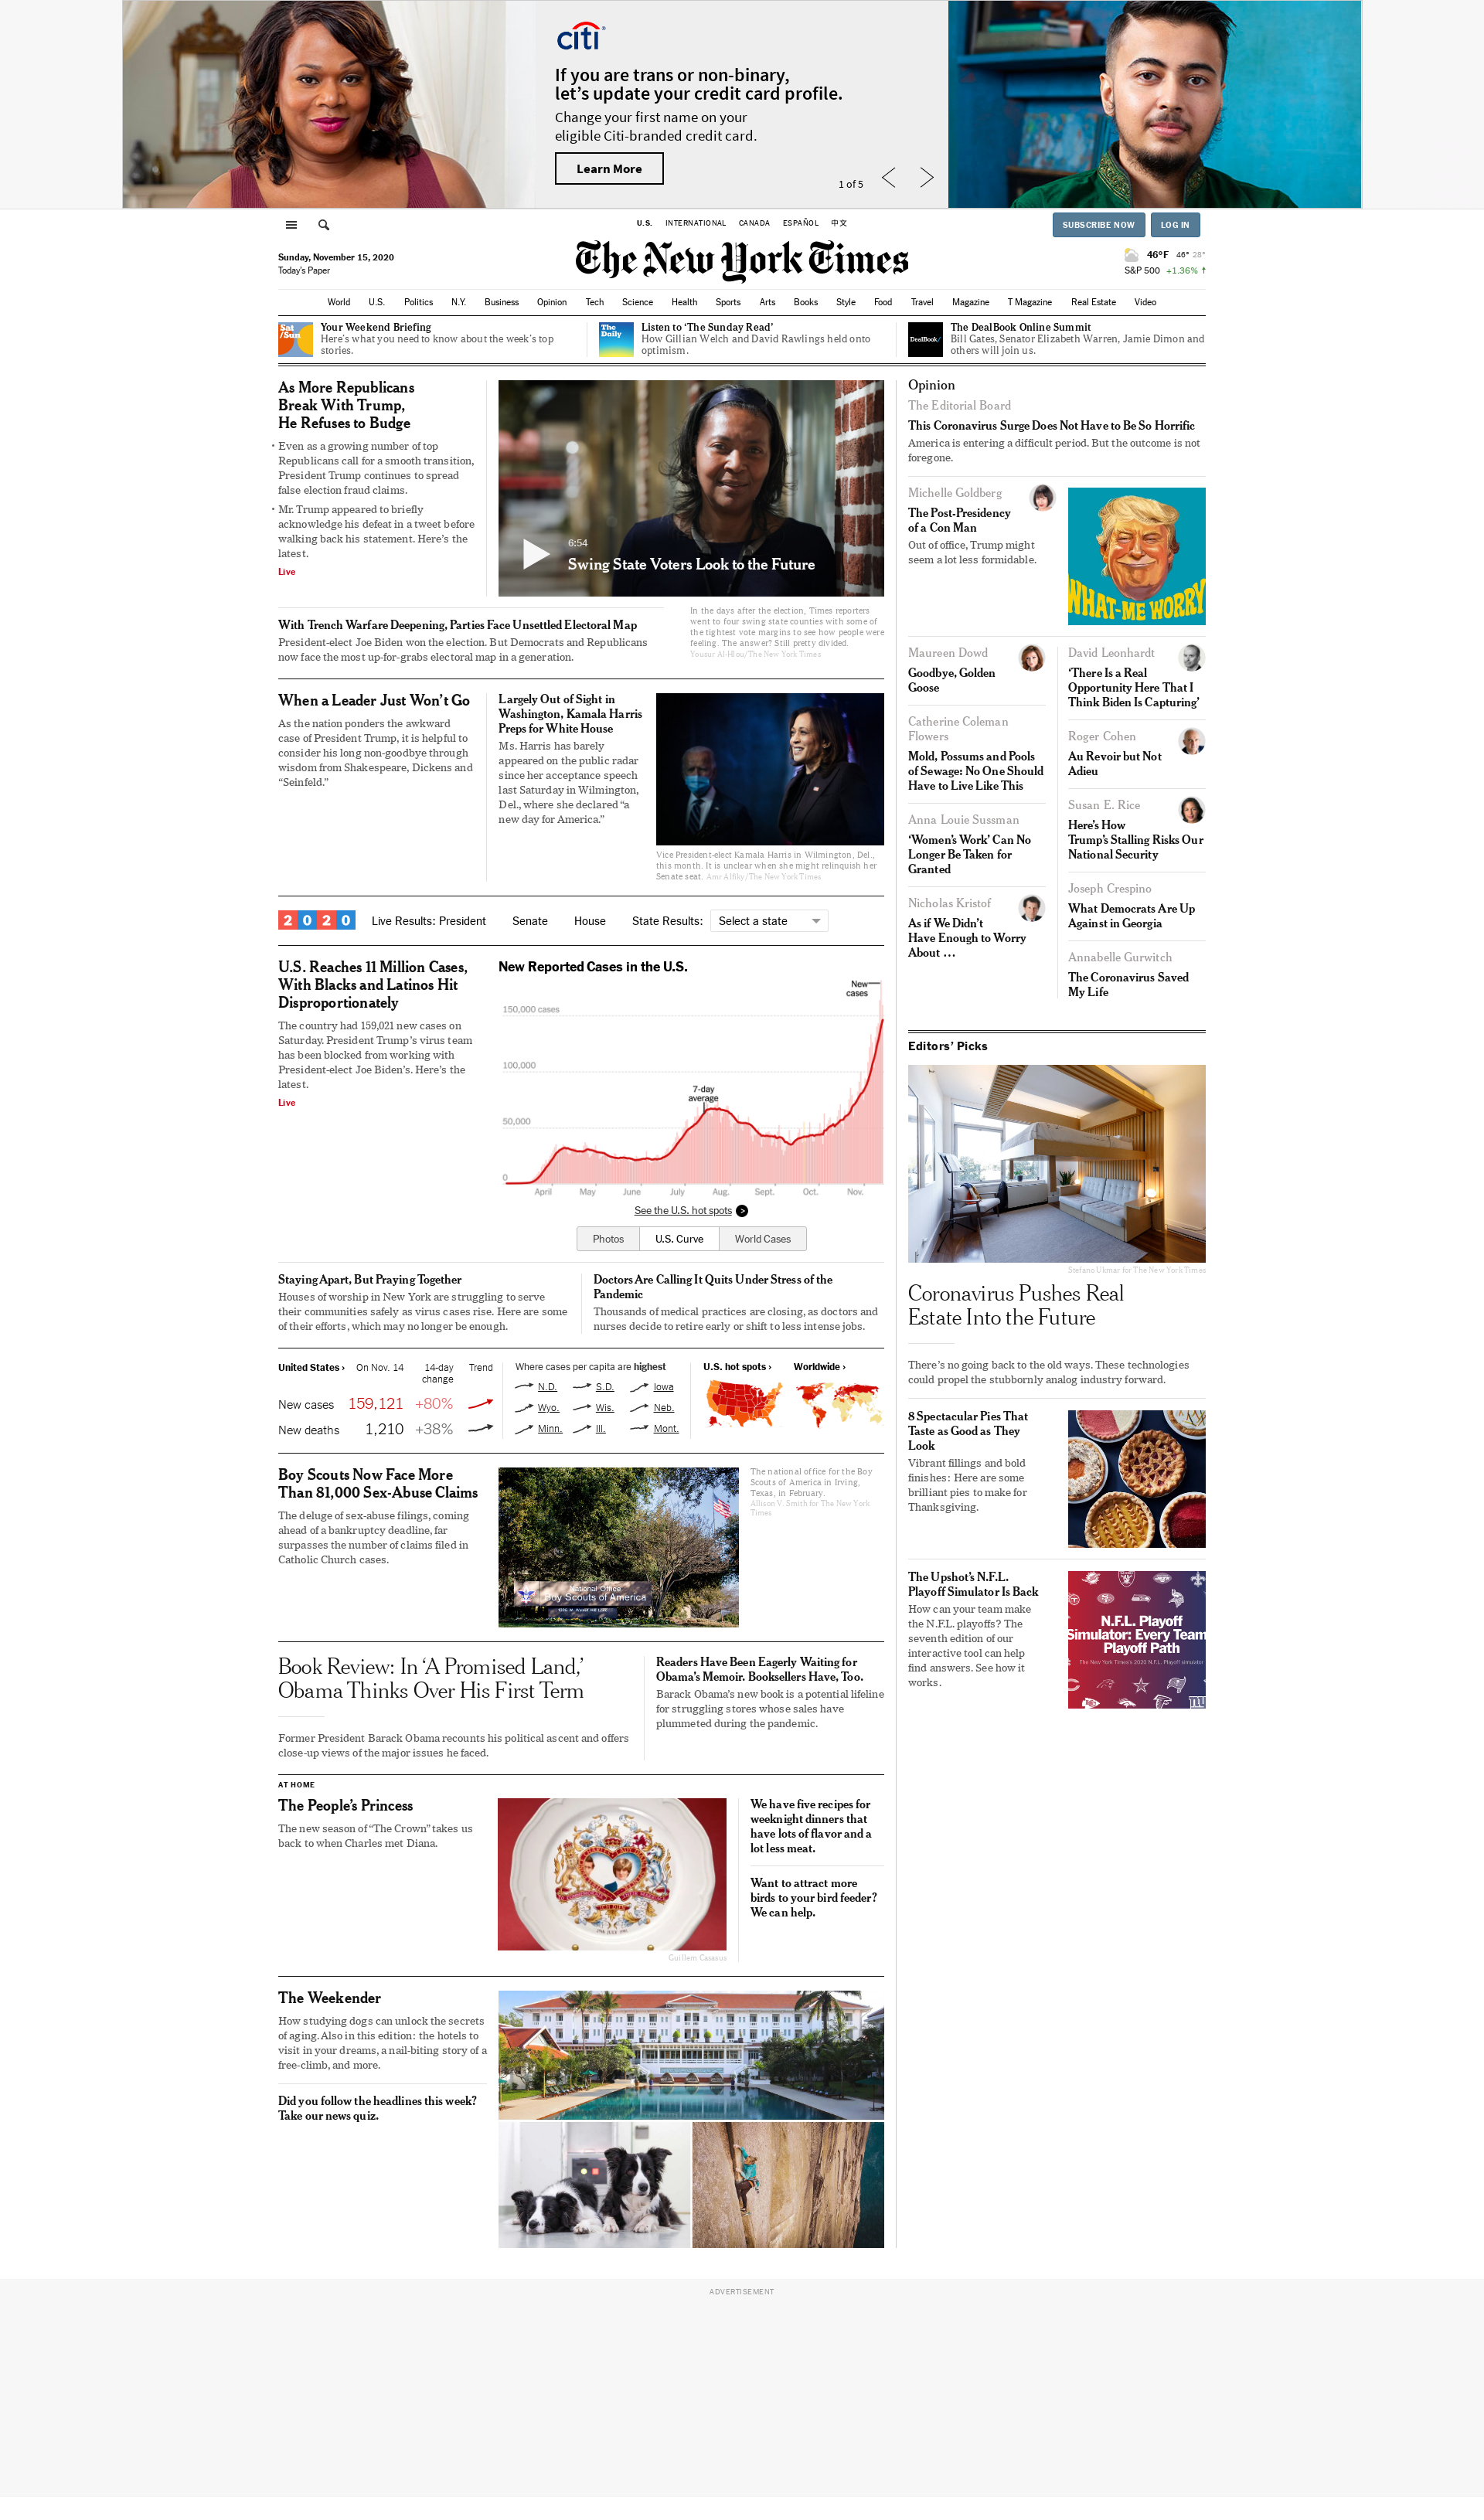 citi
If you are trans or non-binary,
let's update your credit card profile.
Change your first name on your
eligible Citi-branded credit card.
Learn More
1 of 5
U.S. INTERNATIONAL CANADA ESPAÑOL 中文
SUBSCRIBE NOW LOG IN
Sunday, November 15, 2020
Today's Paper
The New York Times
46°F 46° 28°
S&P 500 +1.36% ↑
World U.S. Politics N.Y. Business Opinion Tech Science Health Sports Arts Books Style Food Travel Magazine T Magazine Real Estate Video
Sat
/Sun
Your Weekend Briefing
Here's what you need to know about the week's top
stories.
The
Daily
Listen to ‘The Sunday Read’
How Gillian Welch and David Rawlings held onto
optimism.
DealBook/
The DealBook Online Summit
Bill Gates, Senator Elizabeth Warren, Jamie Dimon and
others will join us.
As More Republicans
Break With Trump,
He Refuses to Budge
• Even as a growing number of top
Republicans call for a smooth transition,
President Trump continues to spread
false election fraud claims.
• Mr. Trump appeared to briefly
acknowledge his defeat in a tweet before
walking back his statement. Here's the
latest.
Live
6:54
Swing State Voters Look to the Future
With Trench Warfare Deepening, Parties Face Unsettled Electoral Map
President-elect Joe Biden won the election. But Democrats and Republicans
now face the most up-for-grabs electoral map in a generation.
In the days after the election, Times reporters
went to four swing state counties with some of
the tightest vote margins to see how people were
feeling. The answer? Still pretty divided.
Yousur Al-Hlou/The New York Times
When a Leader Just Won't Go
As the nation ponders the awkward
case of President Trump, it is helpful to
consider his long non-goodbye through
wisdom from Shakespeare, Dickens and
“Seinfeld.”
Largely Out of Sight in
Washington, Kamala Harris
Preps for White House
Ms. Harris has barely
appeared on the public radar
since her acceptance speech
last Saturday in Wilmington,
Del., where she declared “a
new day for America.”
Vice President-elect Kamala Harris in Wilmington, Del.,
this month. It is unclear when she might relinquish her
Senate seat. Amr Alfiky/The New York Times
2020
Live Results: President Senate House State Results: Select a state
U.S. Reaches 11 Million Cases,
With Blacks and Latinos Hit
Disproportionately
The country had 159,021 new cases on
Saturday. President Trump's virus team
has been blocked from working with
President-elect Joe Biden's. Here's the
latest.
Live
New Reported Cases in the U.S.
New
cases
150,000 cases
100,000
7-day
average
50,000
0
April May June July Aug. Sept. Oct. Nov.
See the U.S. hot spots >
Photos U.S. Curve World Cases
Staying Apart, But Praying Together
Houses of worship in New York are struggling to serve
their communities safely as virus cases rise. Here are some
of their efforts, which may no longer be enough.
Doctors Are Calling It Quits Under Stress of the
Pandemic
Thousands of medical practices are closing, as doctors and
nurses decide to retire early or shift to less intense jobs.
United States › On Nov. 14 14-day
change Trend
New cases 159,121 +80%
New deaths 1,210 +38%
Where cases per capita are highest
N.D. S.D. Iowa
Wyo. Wis. Neb.
Minn. Ill. Mont.
U.S. hot spots › Worldwide ›
Boy Scouts Now Face More
Than 81,000 Sex-Abuse Claims
The deluge of sex-abuse filings, coming
ahead of a bankruptcy deadline, far
surpasses the number of claims filed in
Catholic Church cases.
National Office
Boy Scouts of America
The national office for the Boy
Scouts of America in Irving,
Texas, in February.
Allison V. Smith for The New York
Times
Book Review: In ‘A Promised Land,’
Obama Thinks Over His First Term
Former President Barack Obama recounts his political ascent and offers
close-up views of the major issues he faced.
Readers Have Been Eagerly Waiting for
Obama's Memoir. Booksellers Have, Too.
Barack Obama's new book is a potential lifeline
for struggling stores whose sales have
plummeted during the pandemic.
AT HOME
The People's Princess
The new season of “The Crown” takes us
back to when Charles met Diana.
Guillem Casasus
We have five recipes for
weeknight dinners that
have lots of flavor and a
lot less meat.
Want to attract more
birds to your bird feeder?
We can help.
The Weekender
How studying dogs can unlock the secrets
of aging. Also in this edition: the hotels to
visit in your dreams, a nail-biting story of a
free-climb, and more.
Did you follow the headlines this week?
Take our news quiz.
Opinion
The Editorial Board
This Coronavirus Surge Does Not Have to Be So Horrific
America is entering a difficult period. But the outcome is not
foregone.
Michelle Goldberg
The Post-Presidency
of a Con Man
Out of office, Trump might
seem a lot less formidable.
WHAT-ME WORRY
Maureen Dowd
Goodbye, Golden
Goose
Catherine Coleman
Flowers
Mold, Possums and Pools
of Sewage: No One Should
Have to Live Like This
Anna Louie Sussman
‘Women's Work’ Can No
Longer Be Taken for
Granted
Nicholas Kristof
As if We Didn't
Have Enough to Worry
About …
David Leonhardt
‘There Is a Real
Opportunity Here That I
Think Biden Is Capturing’
Roger Cohen
Au Revoir but Not
Adieu
Susan E. Rice
Here's How
Trump's Stalling Risks Our
National Security
Joseph Crespino
What Democrats Are Up
Against in Georgia
Annabelle Gurwitch
The Coronavirus Saved
My Life
Editors' Picks
Stefano Ukmar for The New York Times
Coronavirus Pushes Real
Estate Into the Future
There's no going back to the old ways. These technologies
could propel the stubbornly analog industry forward.
8 Spectacular Pies That
Taste as Good as They
Look
Vibrant fillings and bold
finishes: Here are some
brilliant pies to make for
Thanksgiving.
The Upshot's N.F.L.
Playoff Simulator Is Back
How can your team make
the N.F.L. playoffs? The
seventh edition of our
interactive tool can help
find answers. See how it
works.
N.F.L. Playoff
Simulator: Every Team
Playoff Path
The New York Times's 2020 N.F.L. Playoff simulator
ADVERTISEMENT